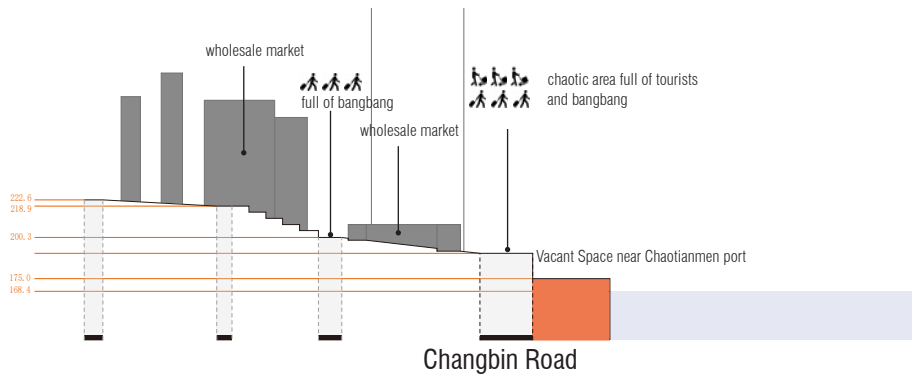 wholesale market
full of bangbang
chaotic area full of tourists
and bangbang
wholesale market
222.6
218.9
200.3
Vacant Space near Chaotianmen port
175.0
168.4
Changbin Road